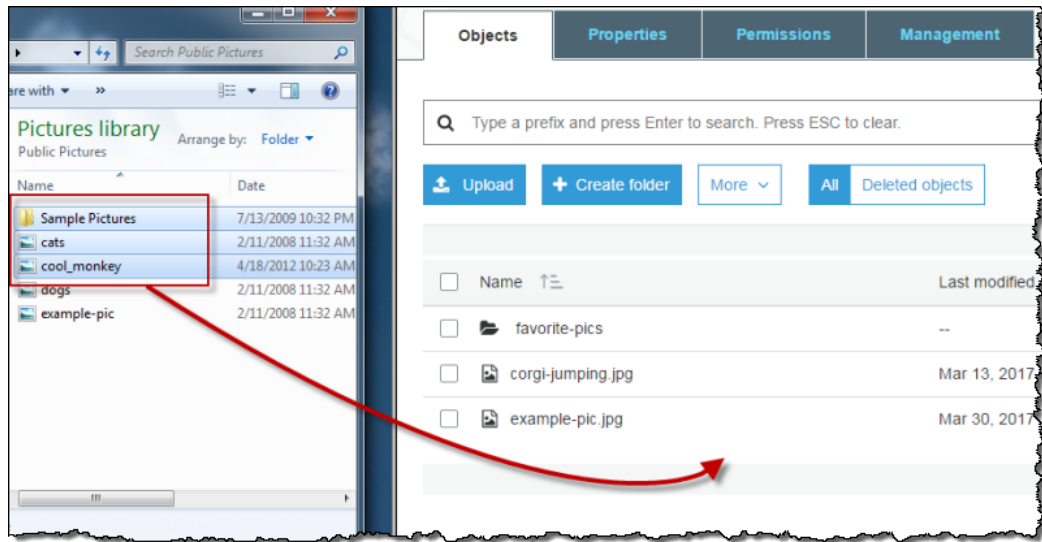 Search Public Pictures
are with
»
Pictures library
Public Pictures
Arrange by: Folder
Name Date
Sample Pictures 7/13/2009 10:32 PM
cats 2/11/2008 11:32 AM
cool_monkey 4/18/2012 10:23 AM
dogs 2/11/2008 11:32 AM
example-pic 2/11/2008 11:32 AM
Objects Properties Permissions Management
Type a prefix and press Enter to search. Press ESC to clear.
Upload + Create folder More All Deleted objects
Name Last modified
favorite-pics --
corgi-jumping.jpg Mar 13, 2017
example-pic.jpg Mar 30, 2017